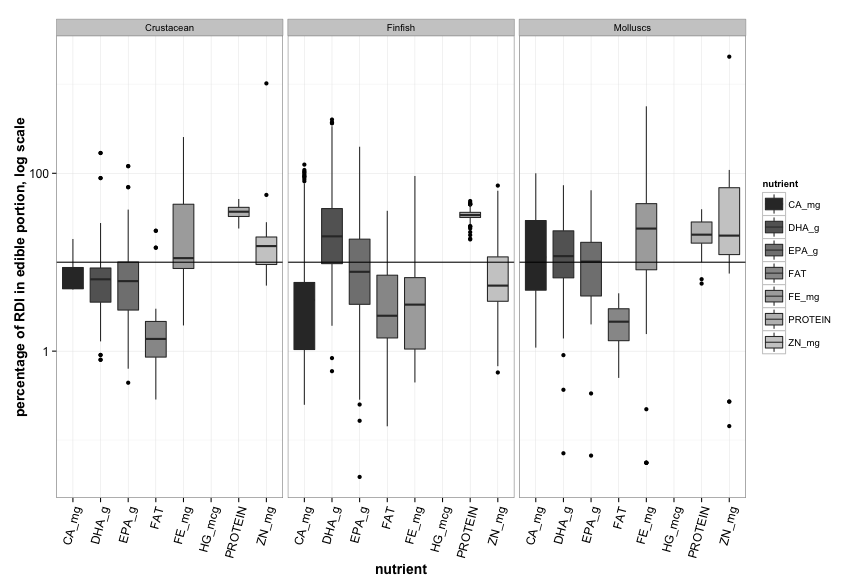 Crustacean
Finfish
Molluscs
percentage of RDI in edible portion, log scale
100
1
CA_mg
DHA_g
EPA_g
FAT
FE_mg
HG_mcg
PROTEIN
ZN_mg
CA_mg
DHA_g
EPA_g
FAT
FE_mg
HG_mcg
PROTEIN
ZN_mg
CA_mg
DHA_g
EPA_g
FAT
FE_mg
HG_mcg
PROTEIN
ZN_mg
nutrient
nutrient
CA_mg
DHA_g
EPA_g
FAT
FE_mg
PROTEIN
ZN_mg